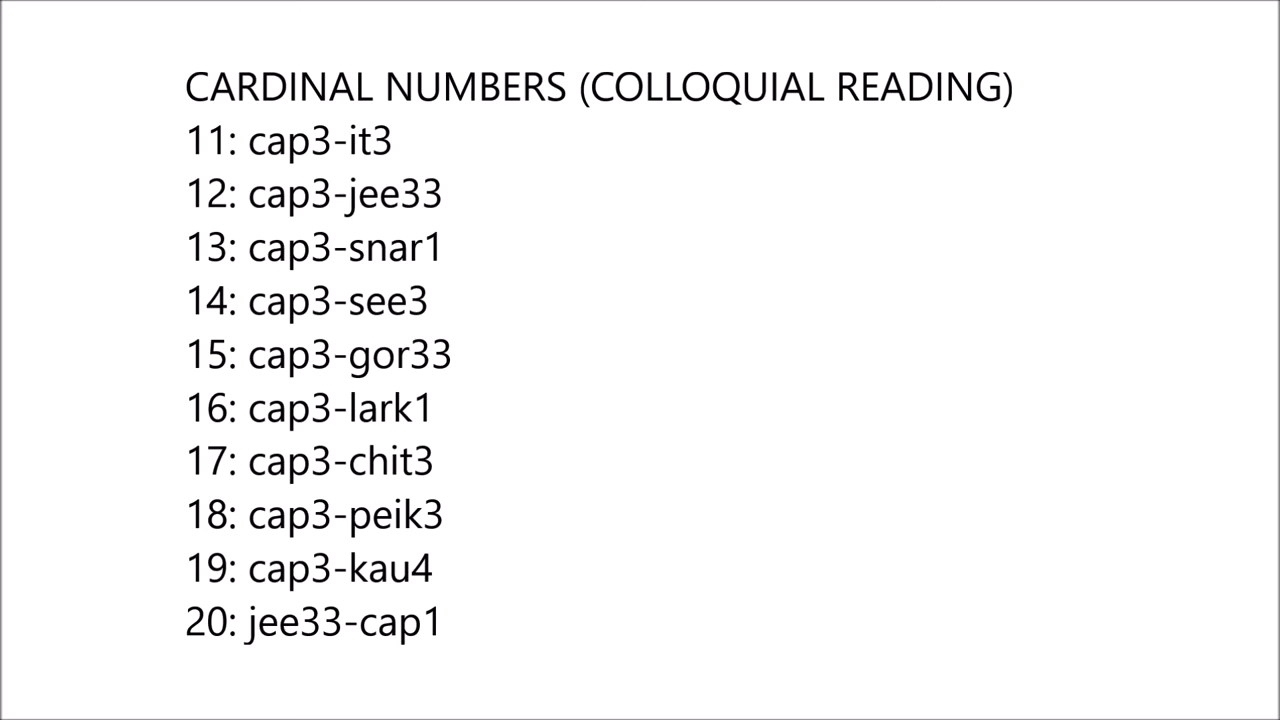 CARDINAL NUMBERS (COLLOQUIAL READING)
11: cap3-it3
12: cap3-jee33
13: cap3-snar1
14: cap3-see3
15: cap3-gor33
16: cap3-lark1
17: cap3-chit3
18: cap3-peik3
19: cap3-kau4
20: jee33-cap1